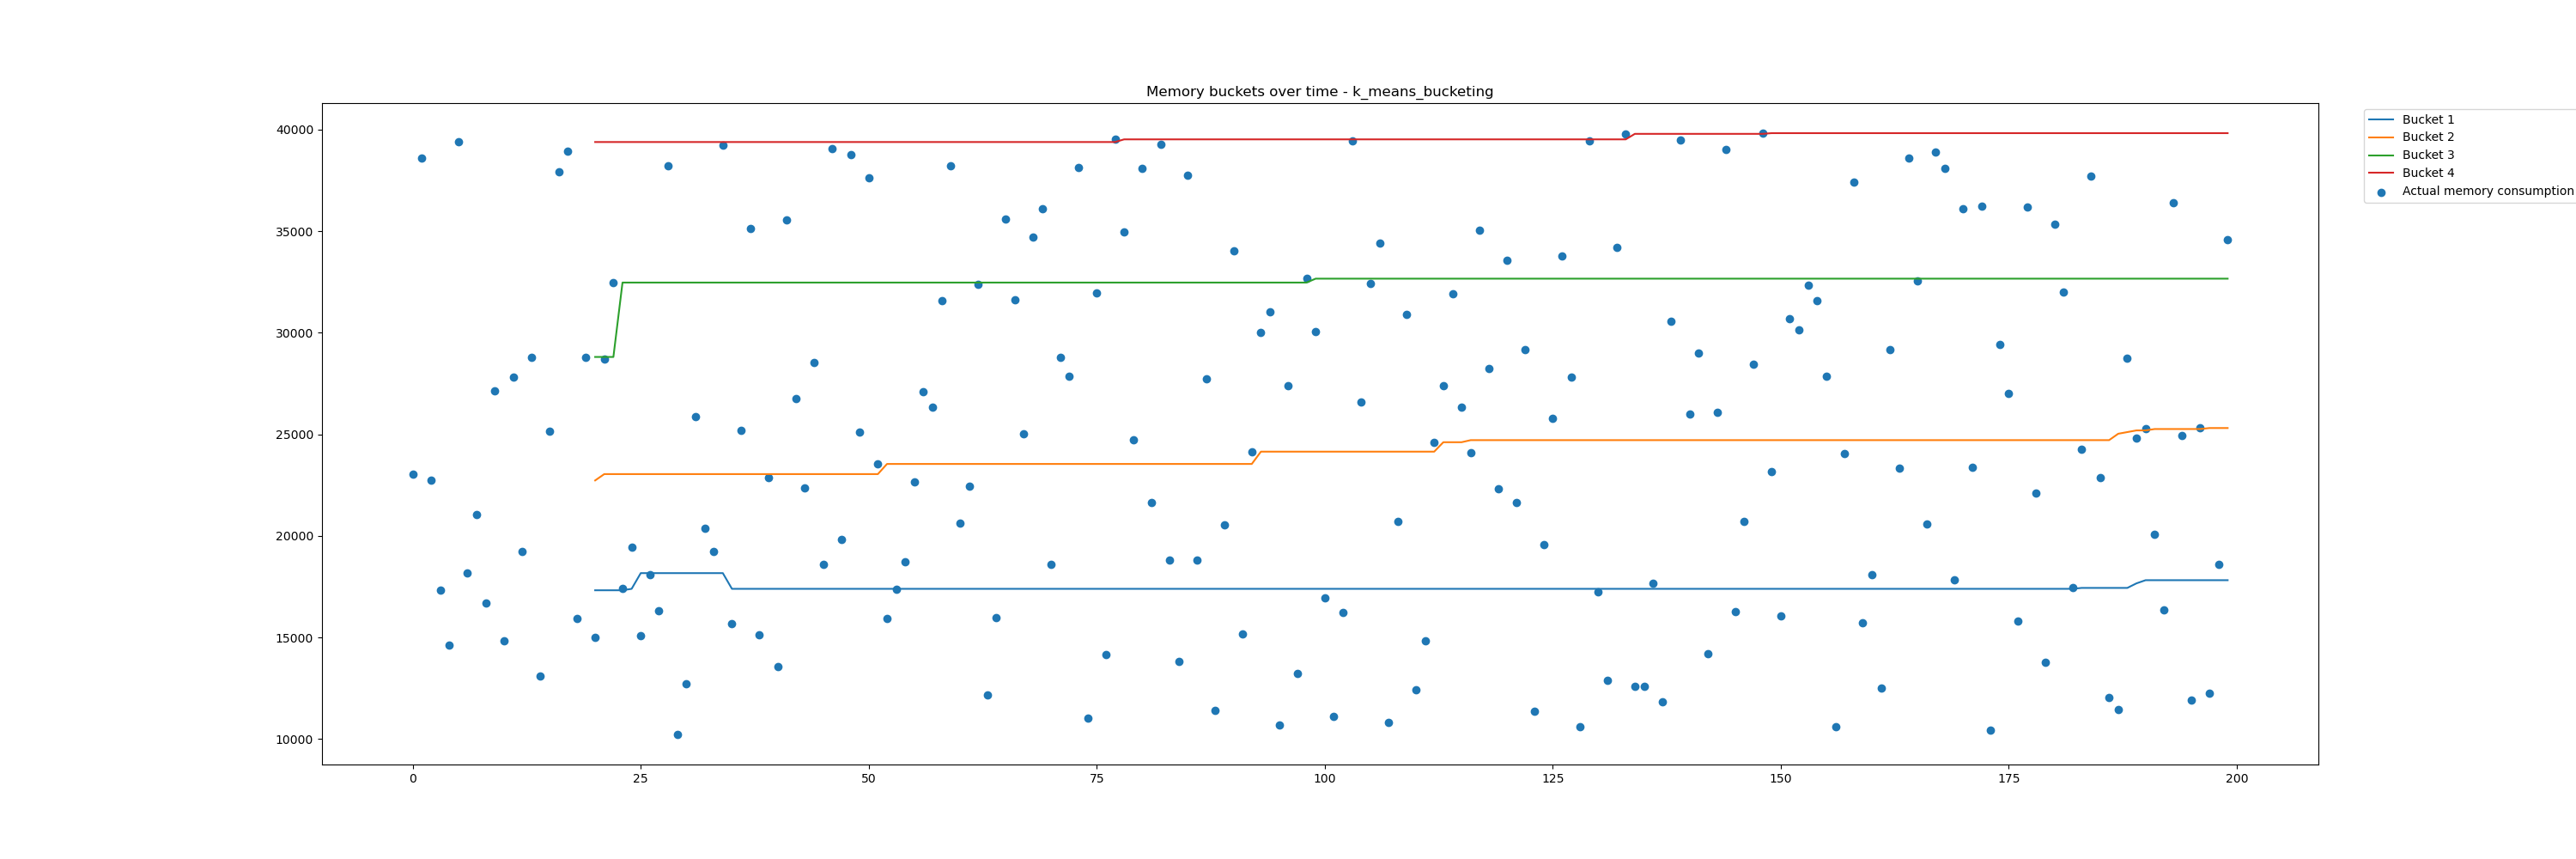 Memory buckets over time - k_means_bucketing
40000
35000
30000
25000
20000
15000
10000
0 25 50 75 100 125 150 175 200
Bucket 1
Bucket 2
Bucket 3
Bucket 4
Actual memory consumption